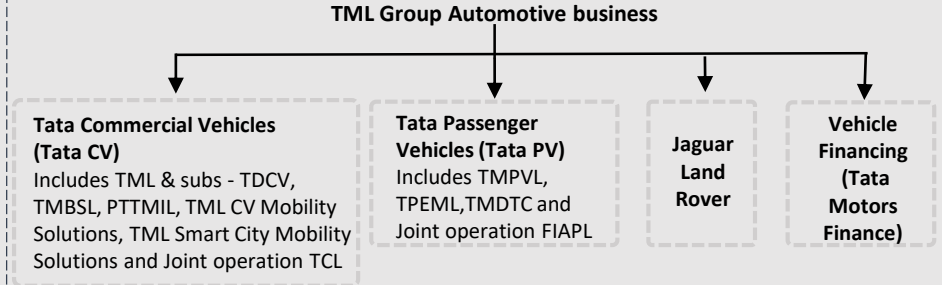 TML Group Automotive business
Tata Commercial Vehicles
(Tata CV)
Includes TML & subs - TDCV,
TMBSL, PTTMIL, TML CV Mobility
Solutions, TML Smart City Mobility
Solutions and Joint operation TCL
Tata Passenger
Vehicles (Tata PV)
Includes TMPVL,
TPEML,TMDTC and
Joint operation FIAPL
Jaguar
Land
Rover
Vehicle
Financing
(Tata
Motors
Finance)